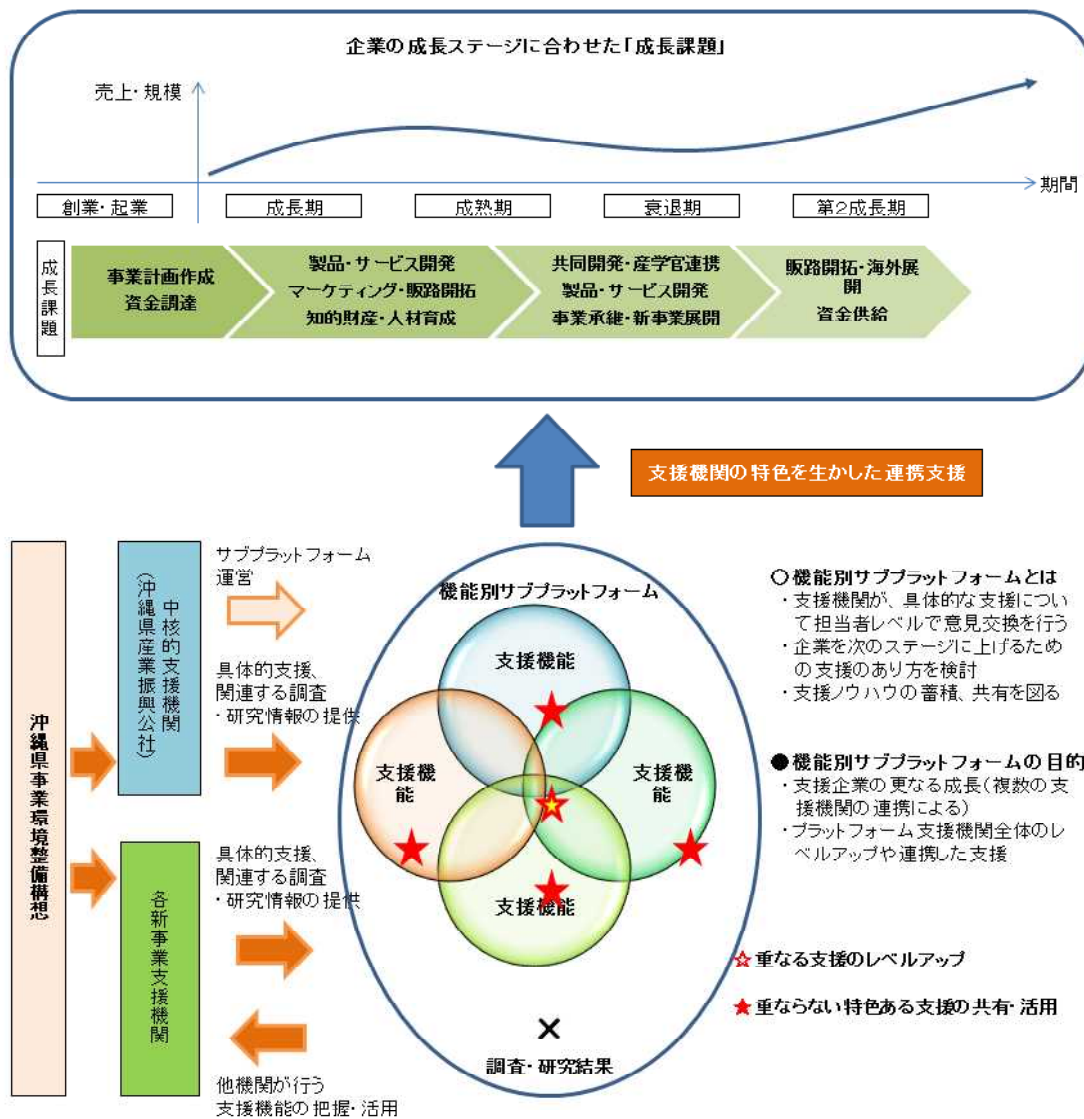 企業の成長ステージに合わせた「成長課題」
売上・規模
期間
創業・起業
成長期
成熟期
衰退期
第2成長期
成長課題
事業計画作成
資金調達
製品・サービス開発
マーケティング・販路開拓
知的財産・人材育成
共同開発・産学官連携
製品・サービス開発
事業承継・新事業展開
販路開拓・海外展
開
資金供給
支援機関の特色を生かした連携支援
沖縄県事業環境整備構想
中核的支援機関
(沖縄県産業振興公社)
各新事業支援機関
サブプラットフォーム
運営
具体的支援、
関連する調査
・研究情報の提供
具体的支援、
関連する調査
・研究情報の提供
他機関が行う
支援機能の把握・活用
機能別サブプラットフォーム
支援機能
支援機
能
支援機
能
支援機能
×
調査・研究結果
○機能別サブプラットフォームとは
・支援機関が、具体的な支援につい
て担当者レベルで意見交換を行う
・企業を次のステージに上げるため
の支援のあり方を検討
・支援ノウハウの蓄積、共有を図る
●機能別サブプラットフォームの目的
・支援企業の更なる成長(複数の支
援機関の連携による)
・プラットフォーム支援機関全体のレ
ベルアップや連携した支援
☆重なる支援のレベルアップ
★重ならない特色ある支援の共有・活用